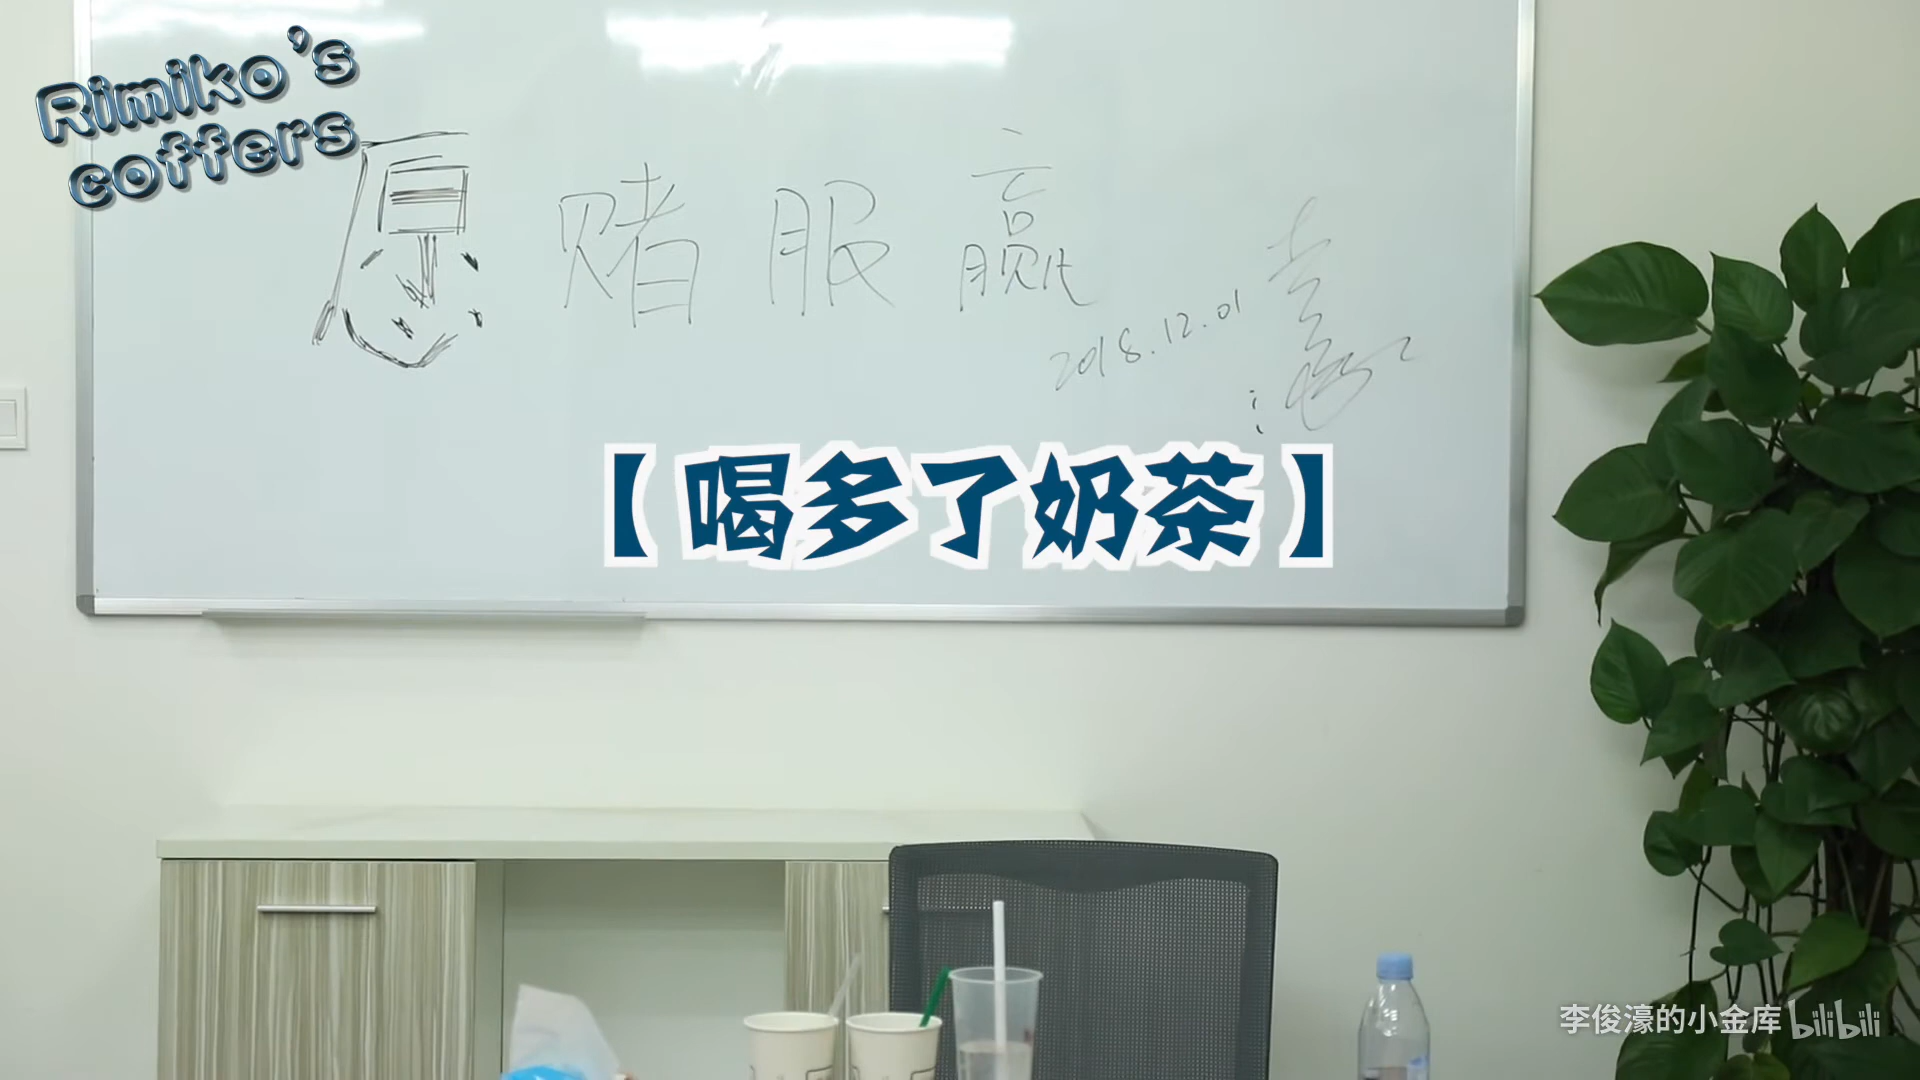 Rimiko's
coffers
愿赌服赢
2018.12.01
【喝多了奶茶】
李俊濠的小金库 bilibili